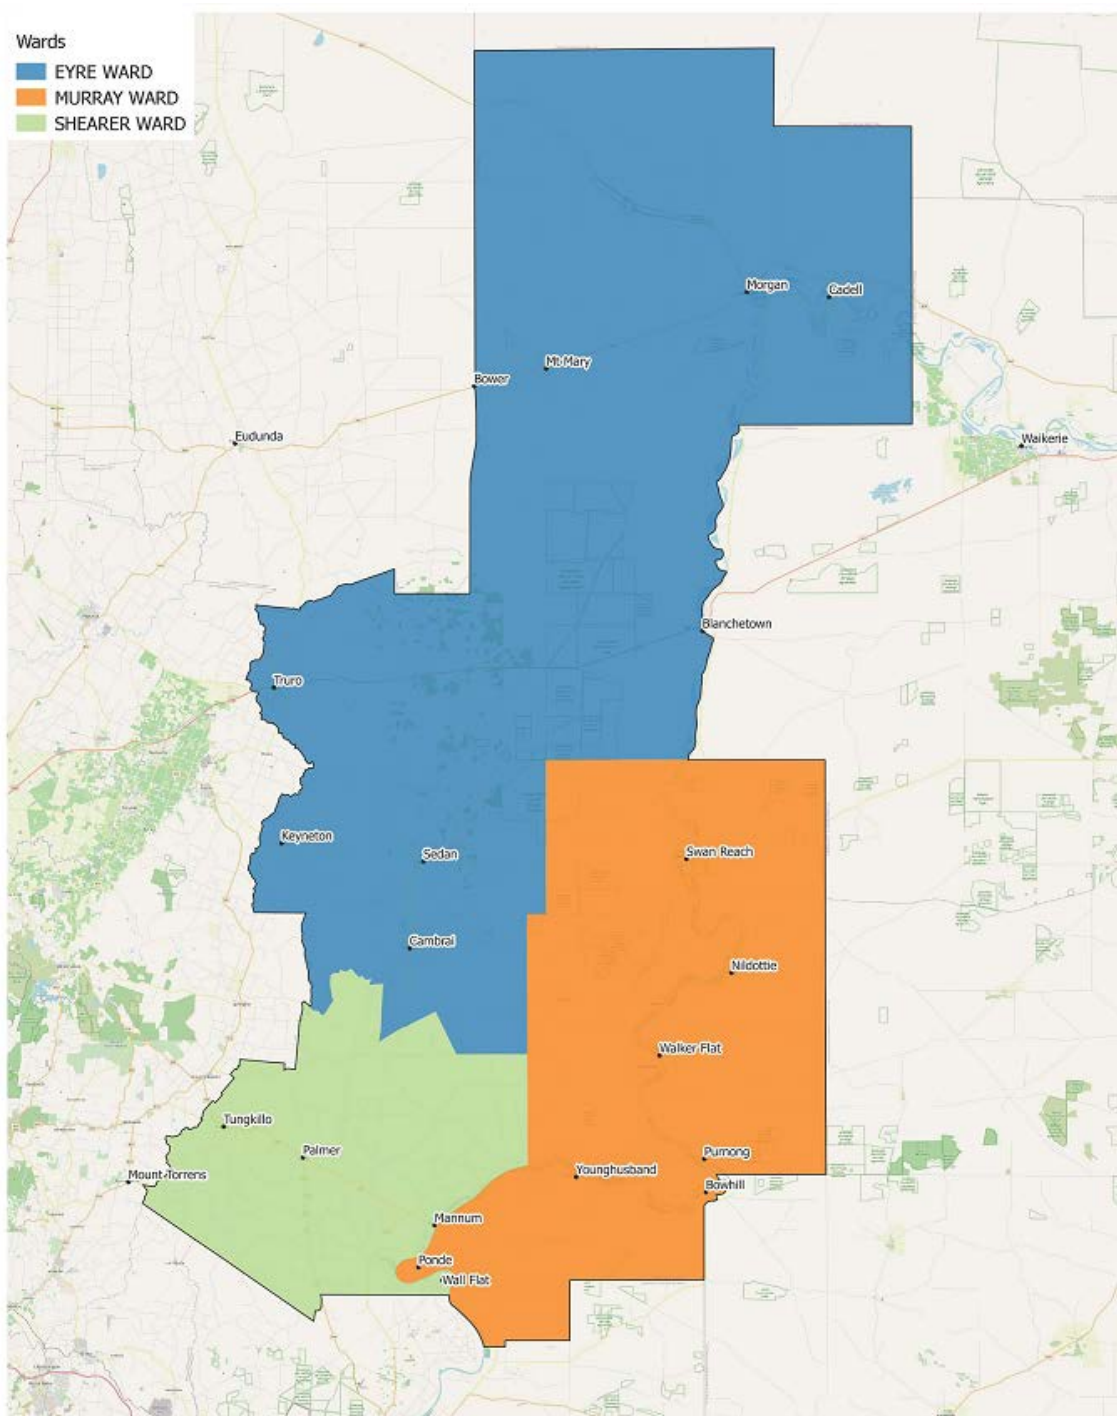 Wards
EYRE WARD
MURRAY WARD
SHEARER WARD
Morgan
Cadell
Mt Mary
Bower
Eudunda
Waikerie
Blanchetown
Truro
Keyneton
Sedan
Swan Reach
Cambrai
Nildottie
Walker Flat
Tungkillo
Palmer
Purnong
Younghusband
Mount Torrens
Bowhill
Mannum
Ponde
Wall Flat